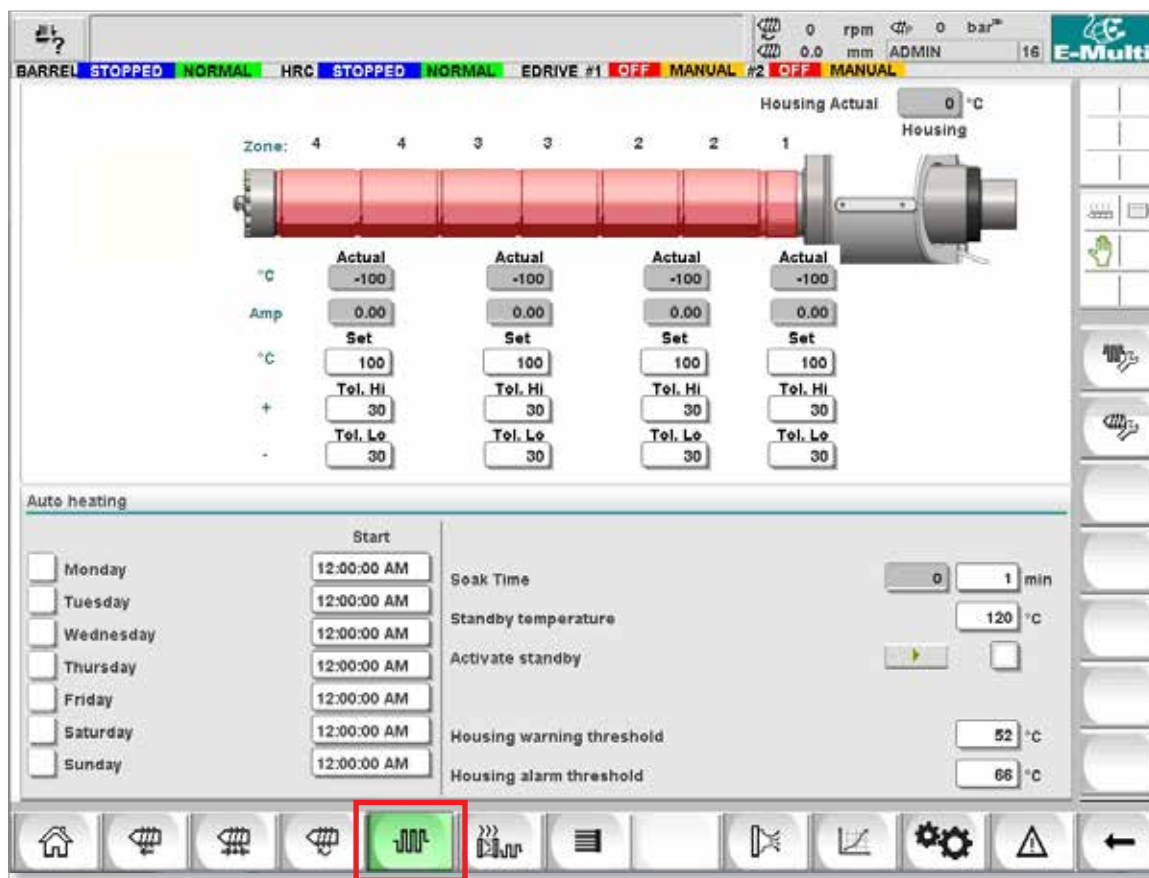 ?
0 rpm 0 bar
0.0 mm ADMIN 16 E-Multi
BARREL STOPPED NORMAL HRC STOPPED NORMAL EDRIVE #1 OFF MANUAL #2 OFF MANUAL
Housing Actual 0 °C
Housing
Zone: 4 4 3 3 2 2 1
Actual Actual Actual Actual
°C -100 -100 -100 -100
Amp 0.00 0.00 0.00 0.00
Set Set Set Set
°C 100 100 100 100
Tol. Hi Tol. Hi Tol. Hi Tol. Hi
+ 30 30 30 30
Tol. Lo Tol. Lo Tol. Lo Tol. Lo
- 30 30 30 30
Auto heating
Start
Monday 12:00:00 AM
Tuesday 12:00:00 AM
Wednesday 12:00:00 AM
Thursday 12:00:00 AM
Friday 12:00:00 AM
Saturday 12:00:00 AM
Sunday 12:00:00 AM
Soak Time 0 1 min
Standby temperature 120 °C
Activate standby
Housing warning threshold 52 °C
Housing alarm threshold 66 °C